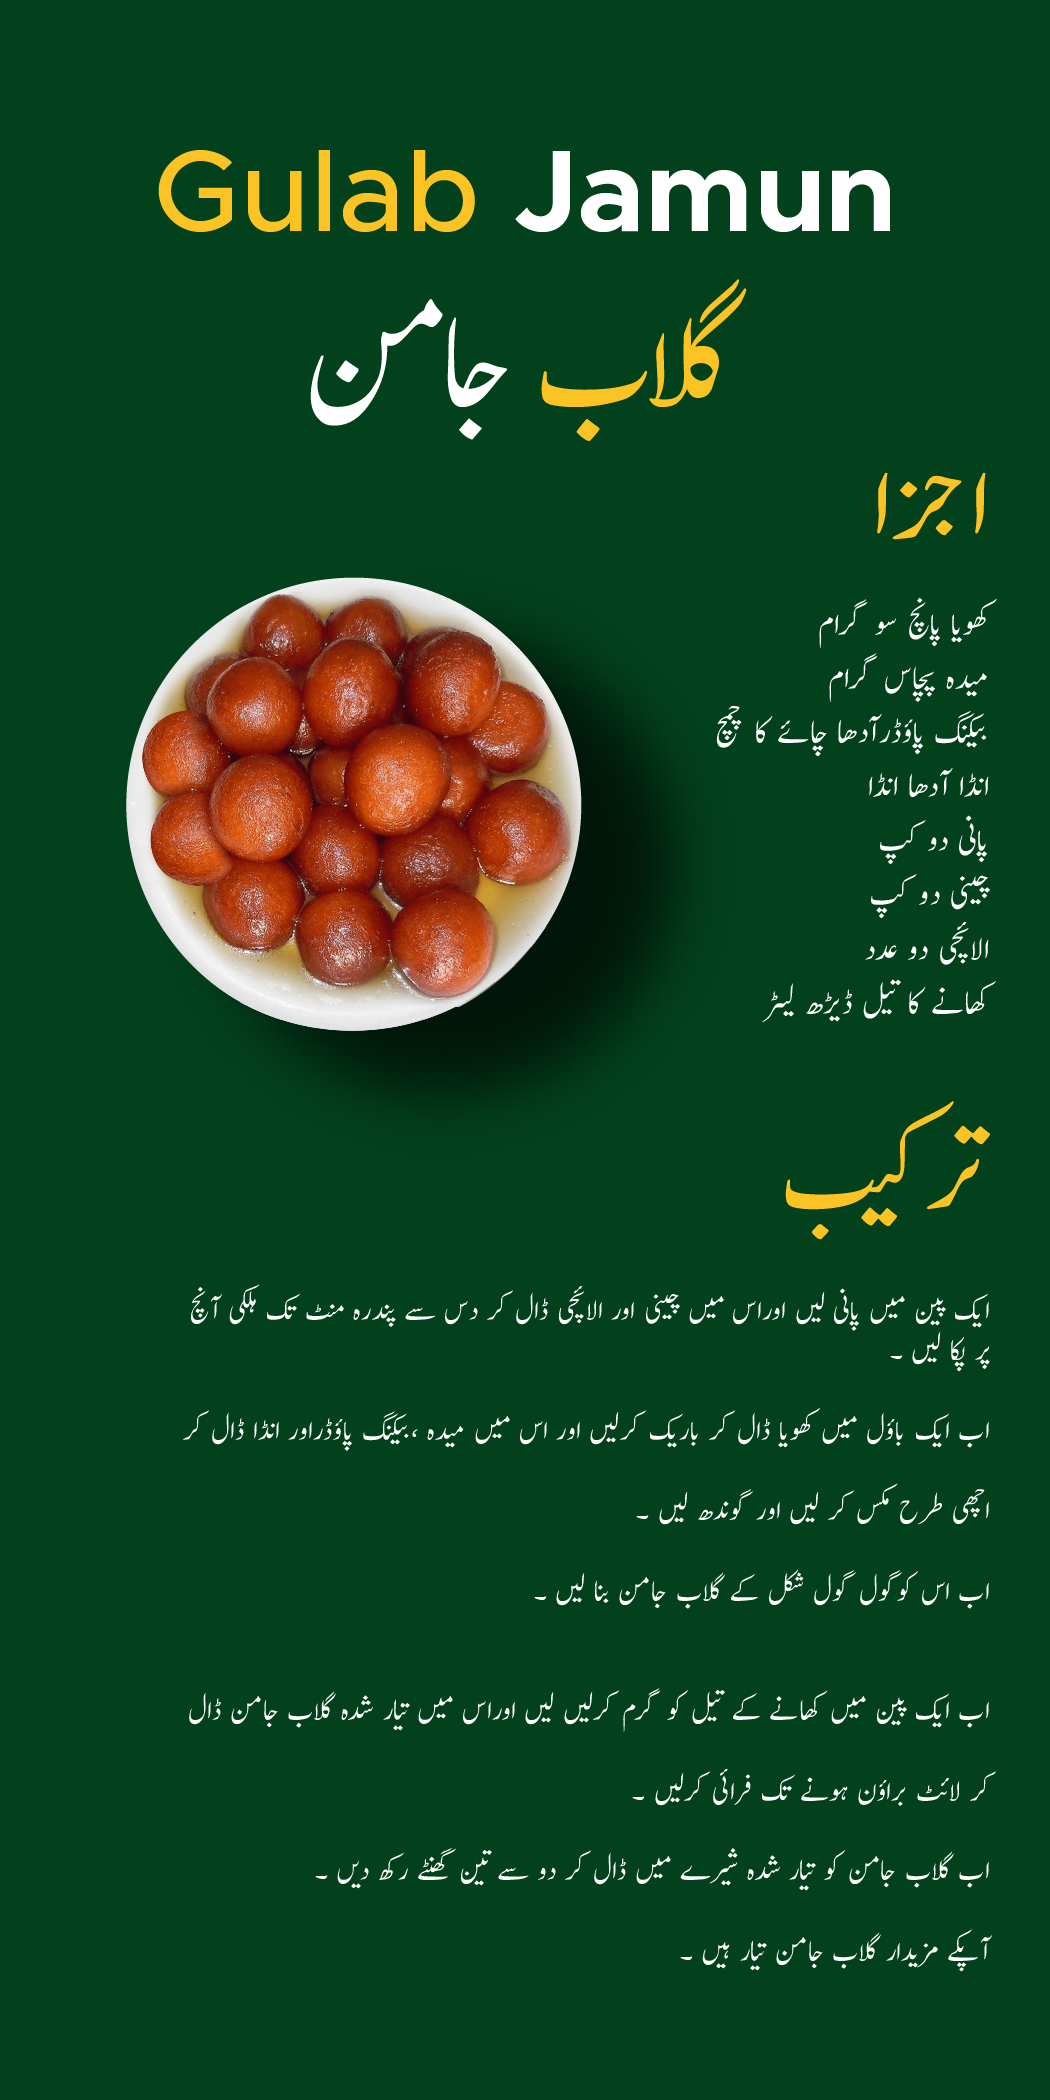 Gulab Jamun
گلاب جامن
اجزا
کھویا پانچ سو گرام
میدہ پچاس گرام
بیکنگ پاؤڈرآدھا چائے کا چمچ
انڈا آدھا انڈا
پانی دو کپ
چینی دو کپ
الائچی دو عدد
کھانے کا تیل ڈیڑھ لیٹر
ترکیب
ایک پین میں پانی لیں اوراس میں چینی اور الائچی ڈال کر دس سے پندرہ منٹ تک ہلکی آنچ
پر پکا لیں ۔
اب ایک باؤل میں کھویا ڈال کر باریک کرلیں اور اس میں میدہ ،بیکنگ پاؤڈراور انڈا ڈال کر
اچھی طرح مکس کر لیں اور گوندھ لیں ۔
اب اس کوگول گول شکل کے گلاب جامن بنا لیں ۔
اب ایک پین میں کھانے کے تیل کو گرم کرلیں لیں اوراس میں تیار شدہ گلاب جامن ڈال
کر لائٹ براؤن ہونے تک فرائی کرلیں ۔
اب گلاب جامن کو تیار شدہ شیرے میں ڈال کر دو سے تین گھنٹے رکھ دیں ۔
آپکے مزیدار گلاب جامن تیار ہیں ۔